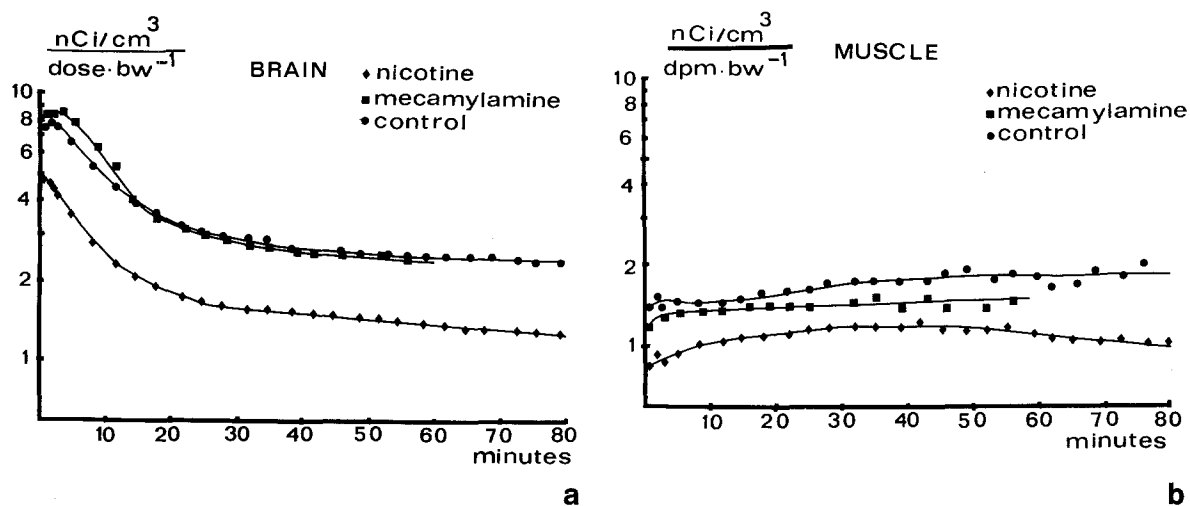 nCi/cm³
dose·bw⁻¹
BRAIN
nicotine
mecamylamine
control
10
8
6
4
2
1
10
20
30
40
50
60
70
80
minutes
a
nCi/cm³
dpm·bw⁻¹
MUSCLE
nicotine
mecamylamine
control
10
8
6
4
2
1
10
20
30
40
50
60
70
80
minutes
b